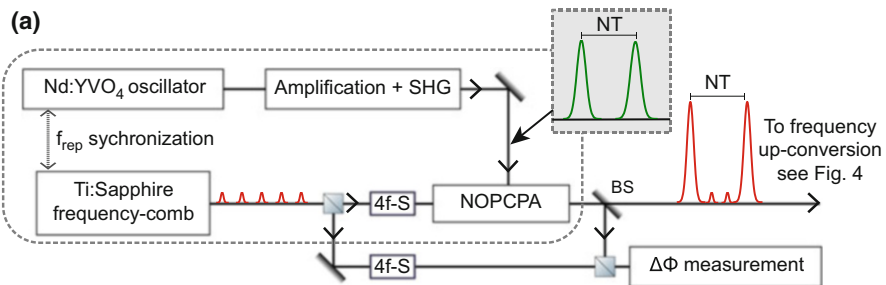 (a)
NT
Nd:YVO₄ oscillator
Amplification + SHG
NT
f_rep sychronization
To frequency
up-conversion
see Fig. 4
Ti:Sapphire
frequency-comb
4f-S
NOPCPA
BS
4f-S
ΔΦ measurement